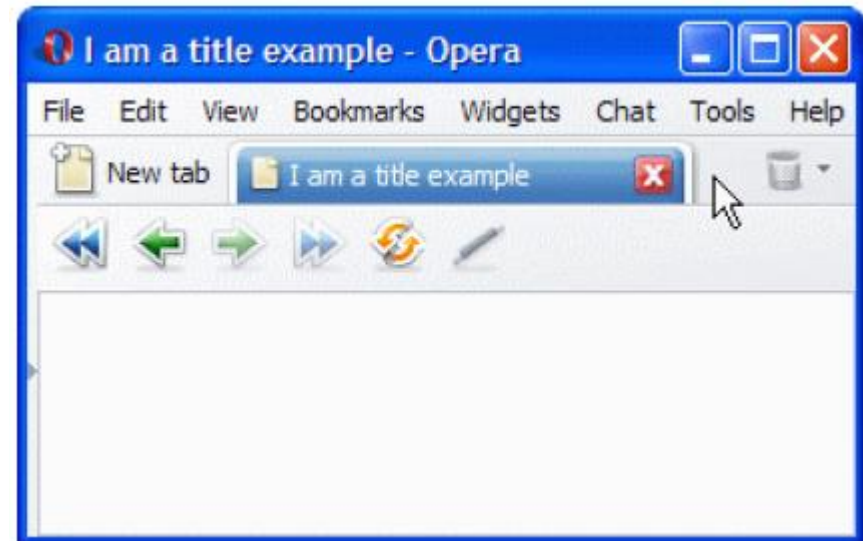 I am a title example - Opera
File Edit View Bookmarks Widgets Chat Tools Help
New tab I am a title example